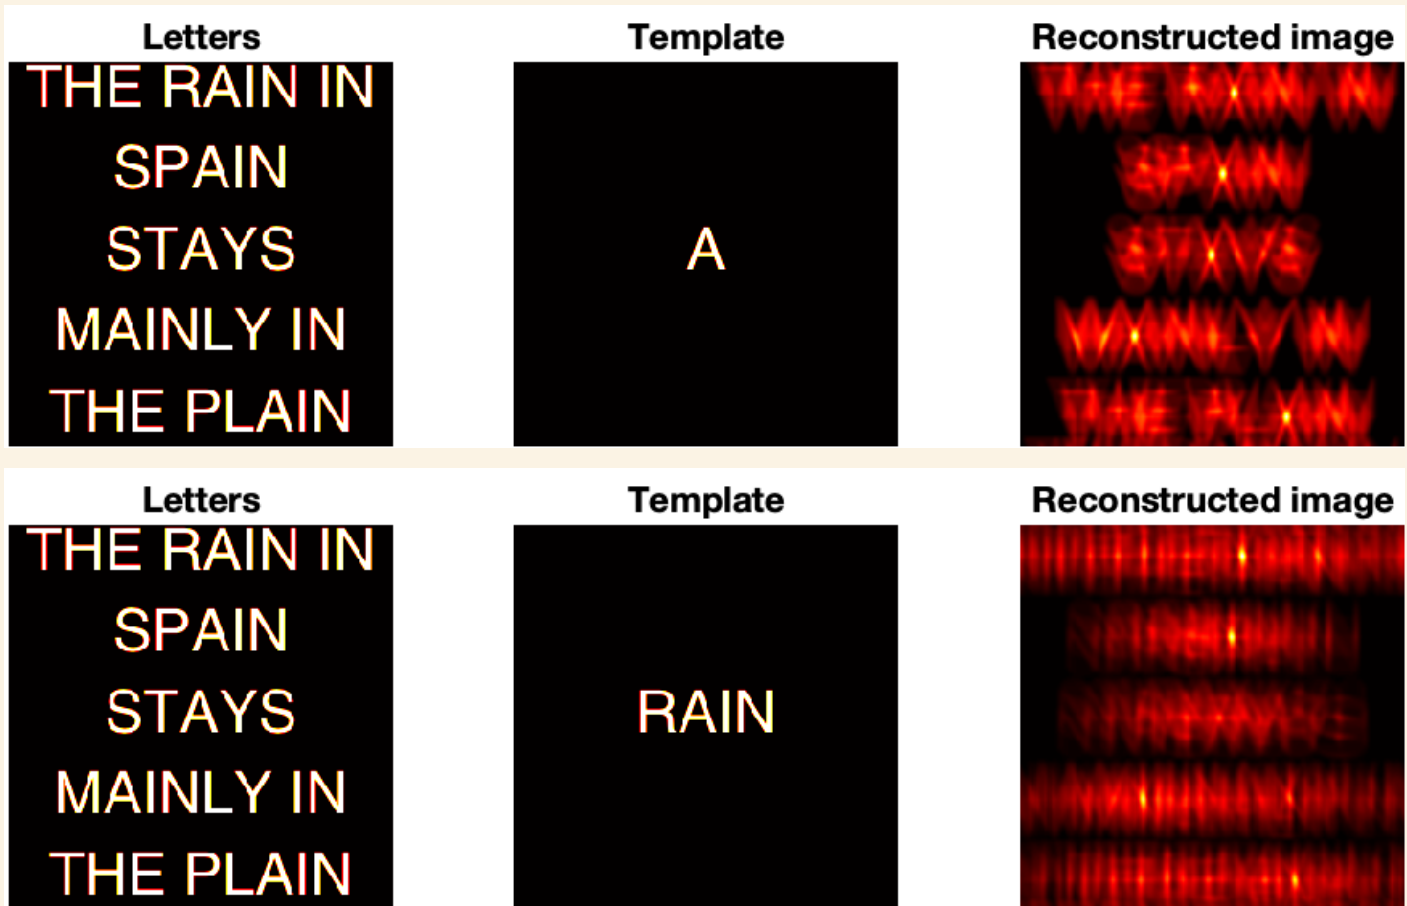 Letters
Template
Reconstructed image
THE RAIN IN
SPAIN
STAYS
MAINLY IN
THE PLAIN
A
Letters
Template
Reconstructed image
THE RAIN IN
SPAIN
STAYS
MAINLY IN
THE PLAIN
RAIN